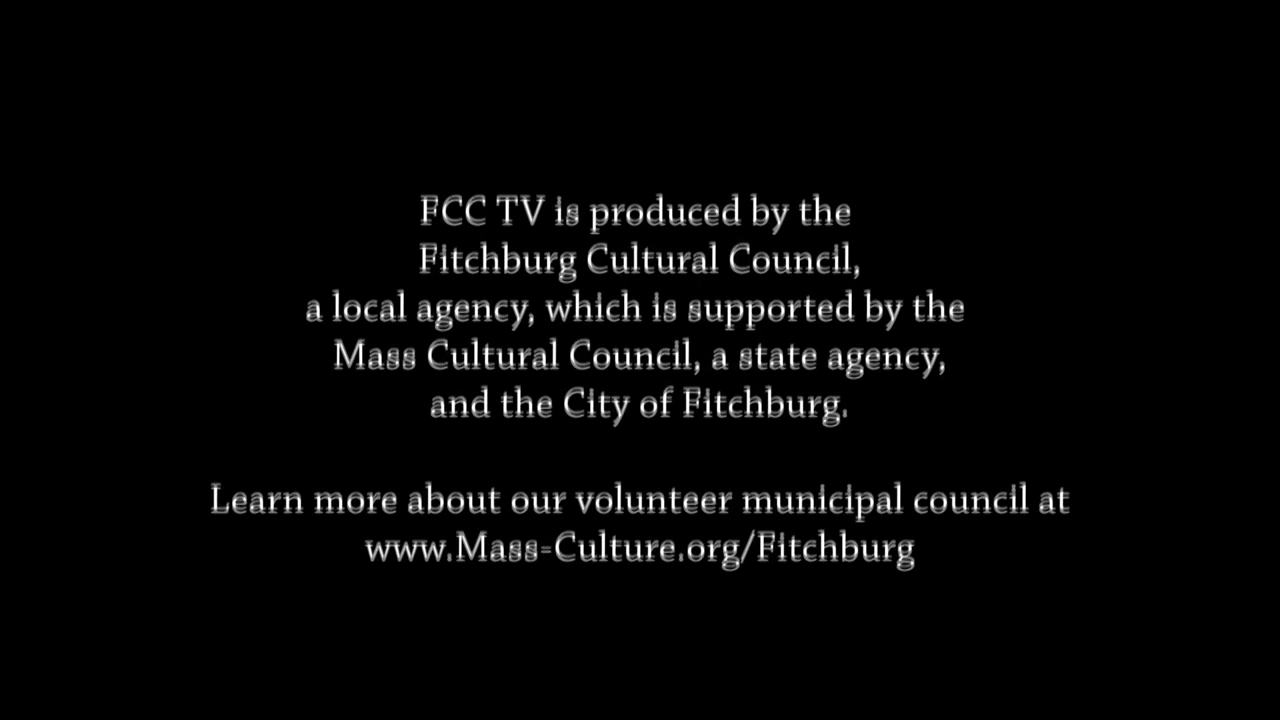 FCC TV is produced by the
Fitchburg Cultural Council,
a local agency, which is supported by the
Mass Cultural Council, a state agency,
and the City of Fitchburg.
Learn more about our volunteer municipal council at
www.Mass-Culture.org/Fitchburg